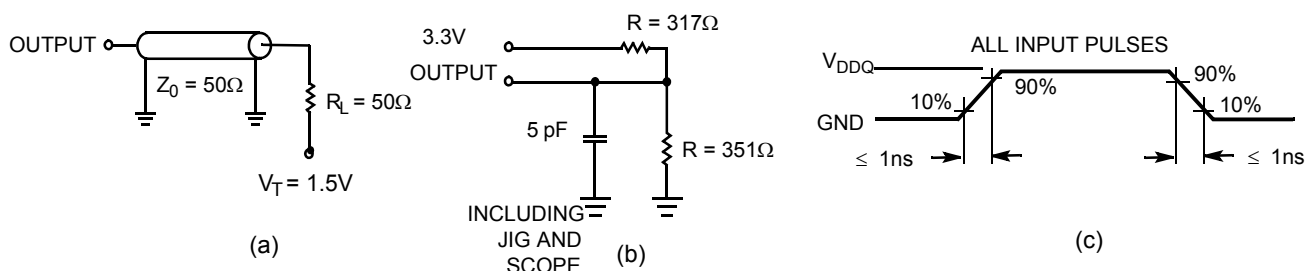 OUTPUT
Z0 = 50Ω
RL = 50Ω
VT = 1.5V
(a)
3.3V
OUTPUT
R = 317Ω
5 pF
R = 351Ω
INCLUDING
JIG AND
SCOPE
(b)
ALL INPUT PULSES
VDDQ
GND
10%
90%
90%
10%
≤ 1ns
≤ 1ns
(c)